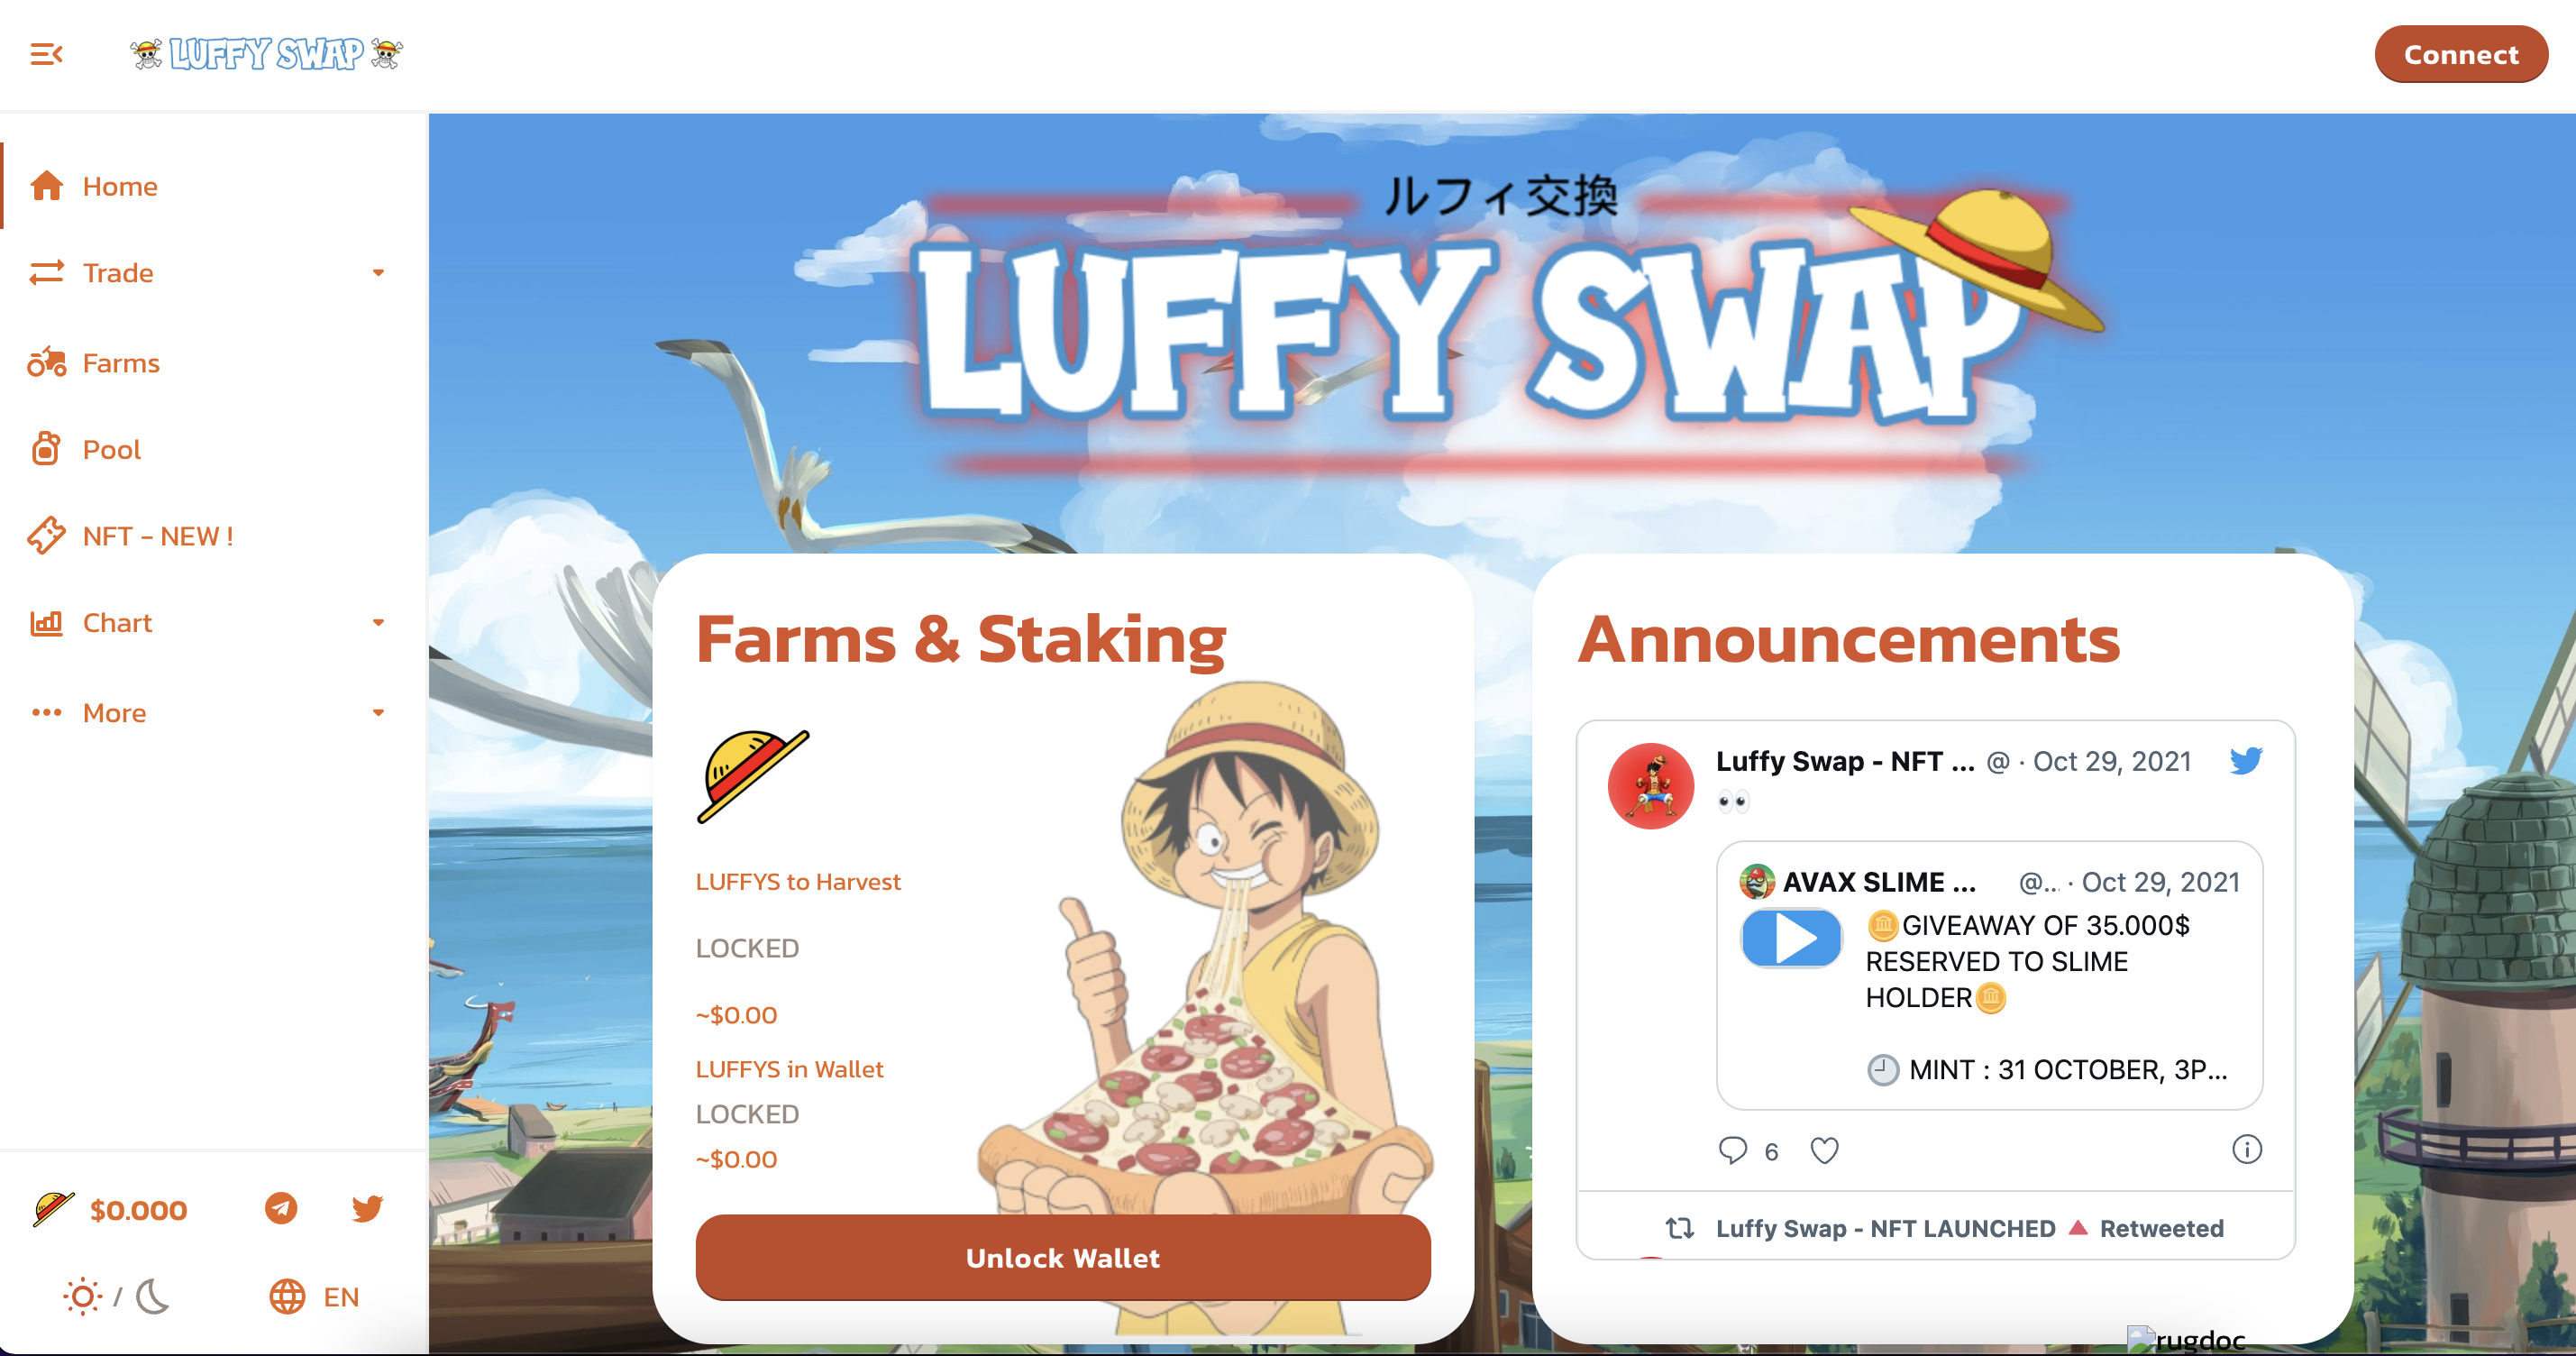 LUFFY SWAP
Connect
Home
Trade
Farms
Pool
NFT - NEW !
Chart
More
$0.000
/
EN
ルフィ交換
LUFFY SWAP
Farms & Staking
LUFFYS to Harvest
LOCKED
~$0.00
LUFFYS in Wallet
LOCKED
~$0.00
Unlock Wallet
Announcements
Luffy Swap - NFT ... @ · Oct 29, 2021
👀
AVAX SLIME ... @... · Oct 29, 2021
GIVEAWAY OF 35.000$
RESERVED TO SLIME
HOLDER
MINT : 31 OCTOBER, 3P...
6
Luffy Swap - NFT LAUNCHED 🔺 Retweeted
rugdoc